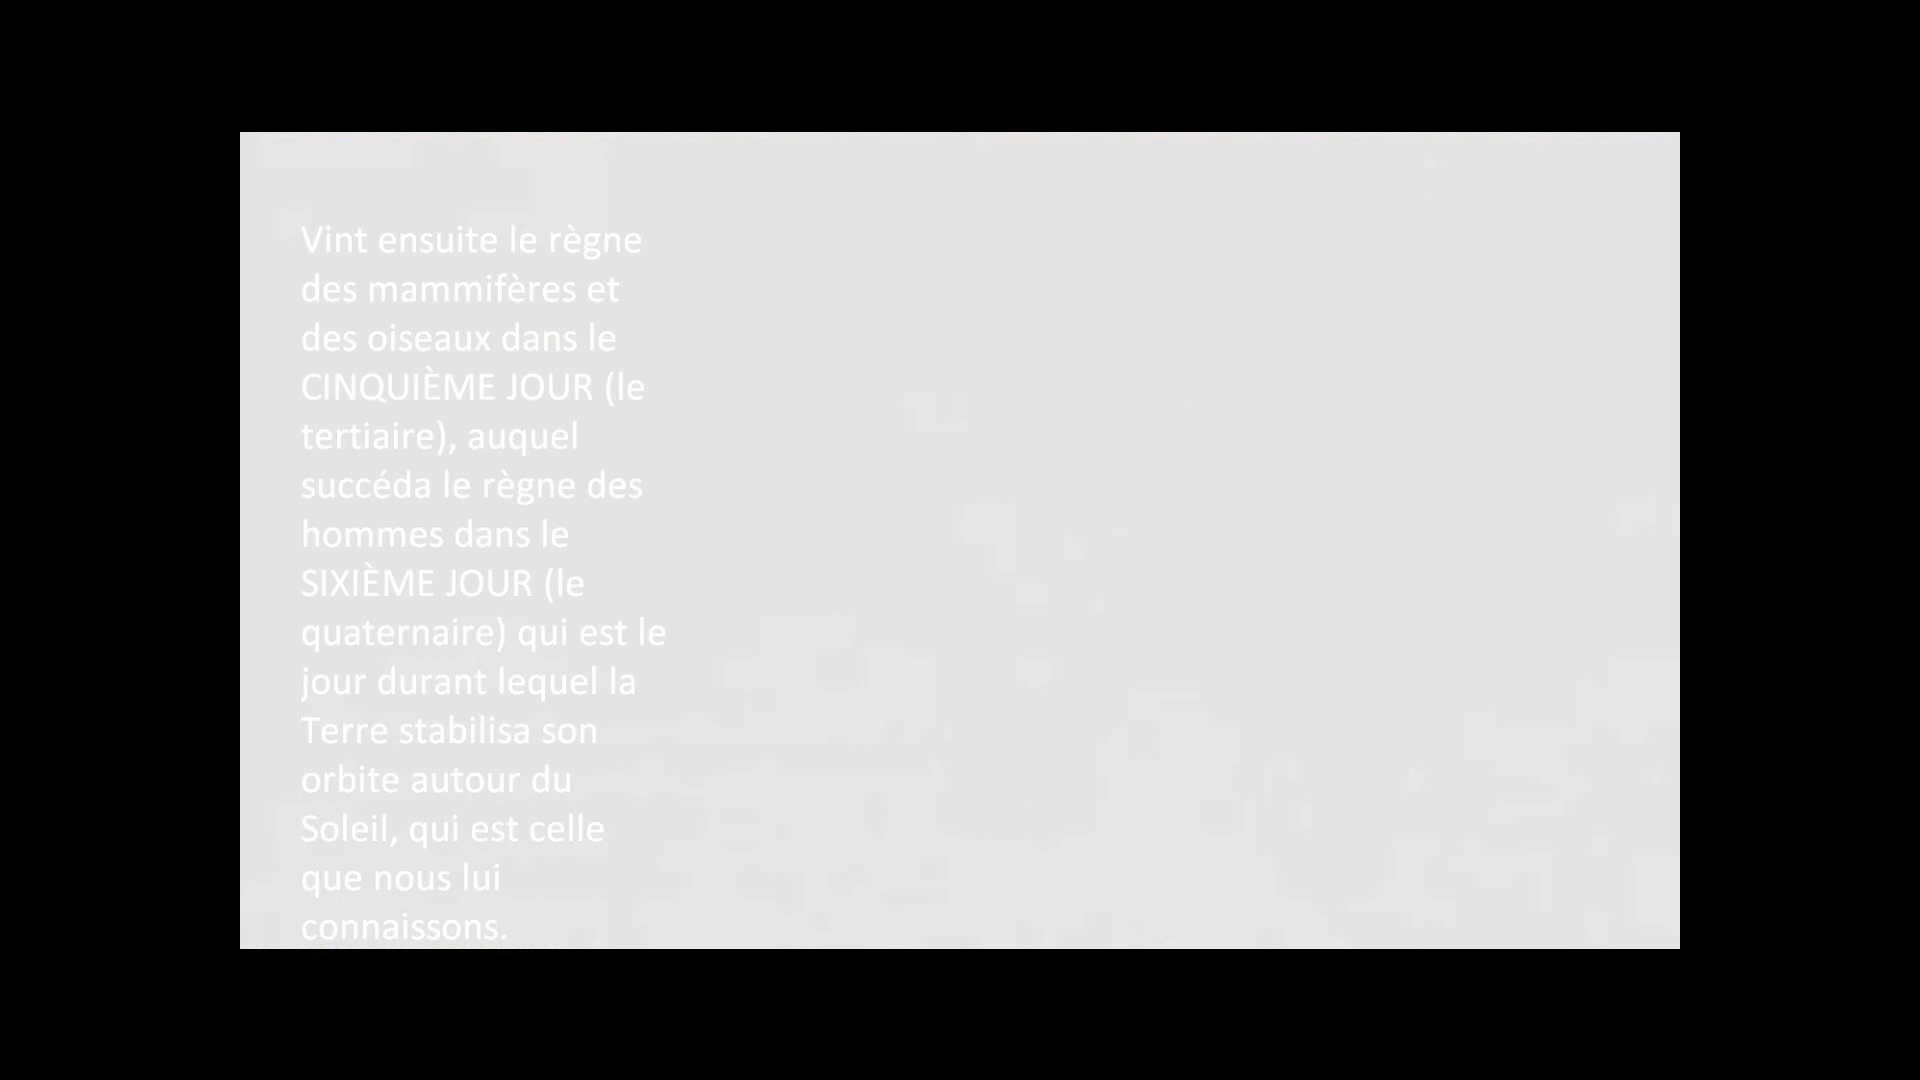 Vint ensuite le règne
des mammifères et
des oiseaux dans le
CINQUIÈME JOUR (le
tertiaire), auquel
succéda le règne des
hommes dans le
SIXIÈME JOUR (le
quaternaire) qui est le
jour durant lequel la
Terre stabilisa son
orbite autour du
Soleil, qui est celle
que nous lui
connaissons.